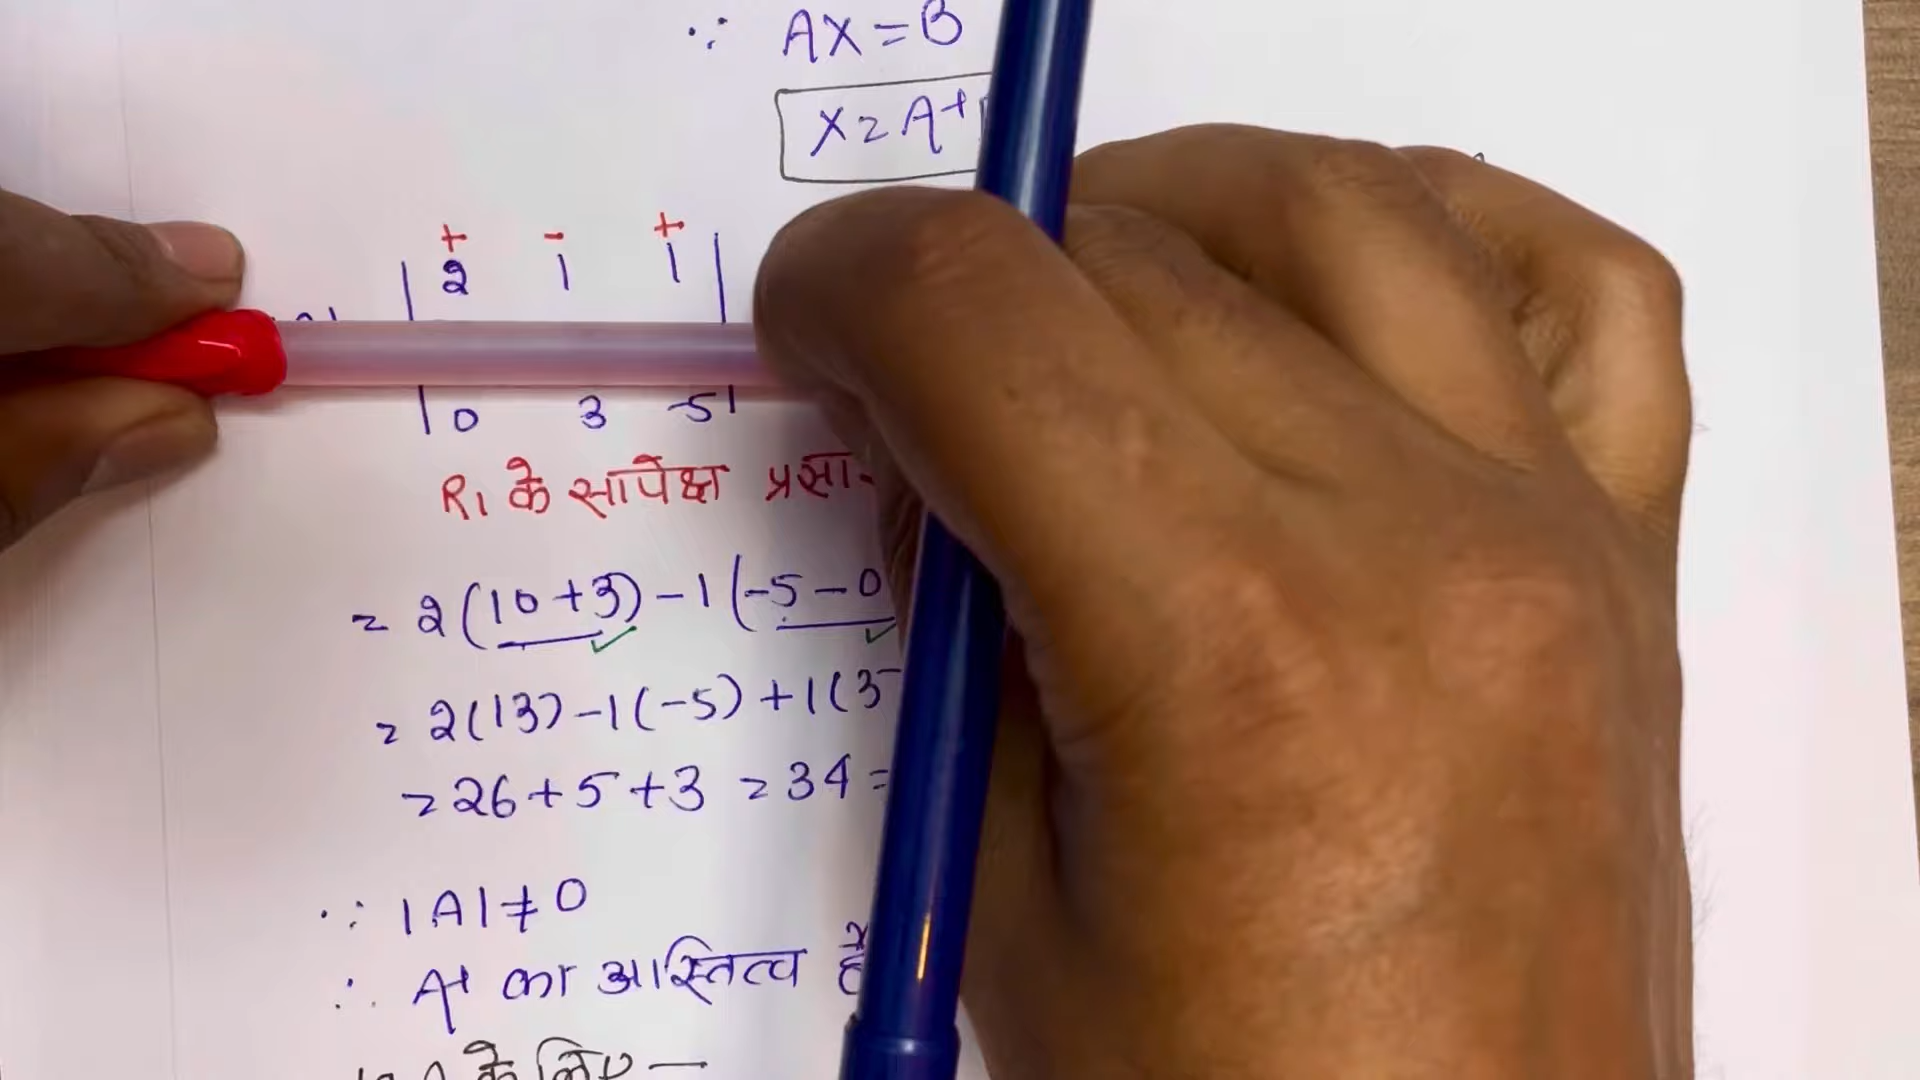 ∵ AX = B
X = A⁻¹
+ - +
| 2 1 1 |
| 0 3 -5 |
R₁ के सापेक्ष
= 2(10+3) - 1(-5-0
= 2(13) - 1(-5) + 1(3-
= 26 + 5 + 3 = 34 =
∵ |A| ≠ 0
∴ A⁻¹ का अस्तित्व है
के लिए —